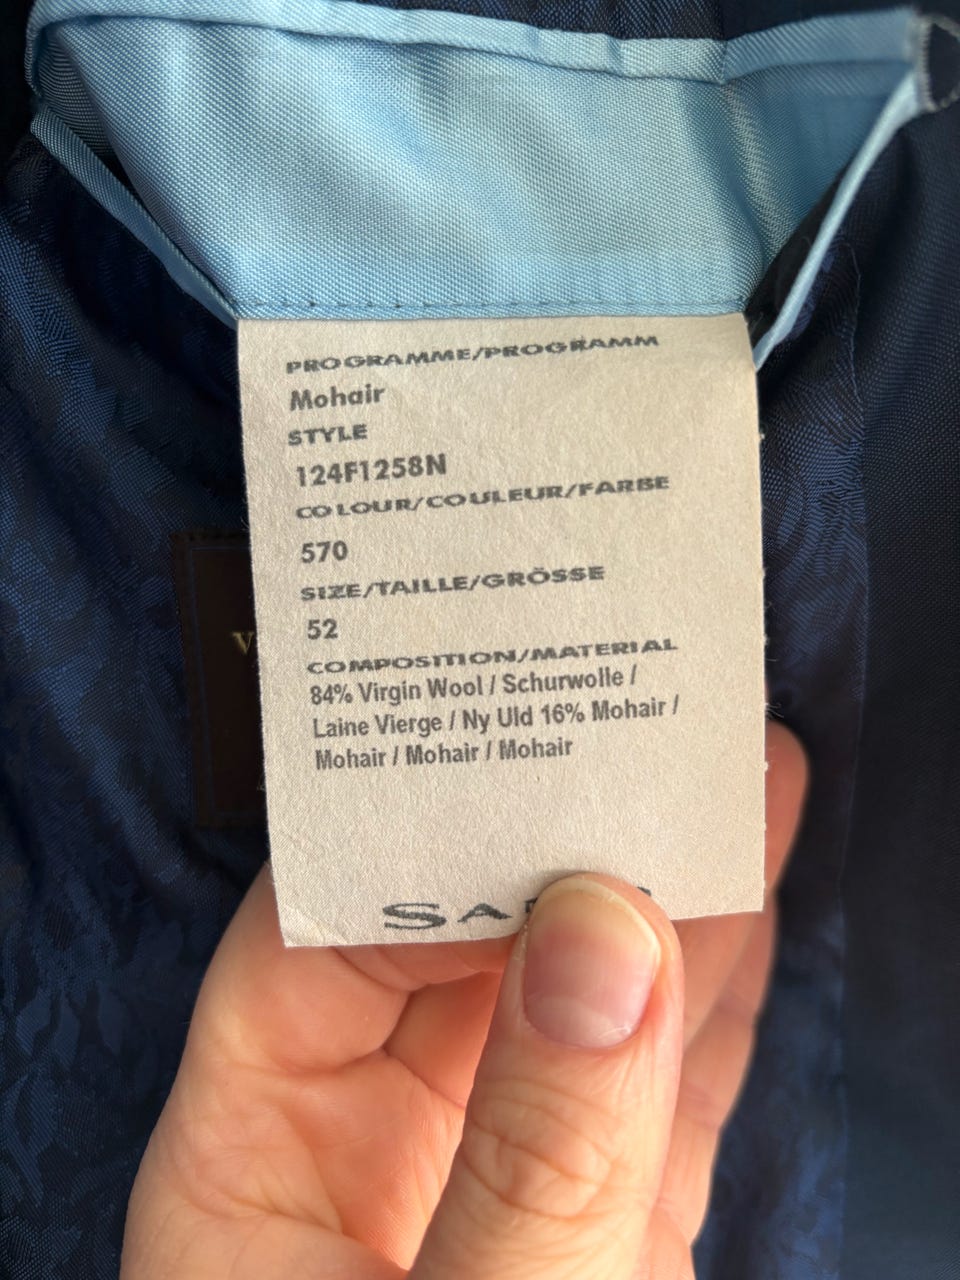 PROGRAMME/PROGRAMM
Mohair
STYLE
124F1258N
COLOUR/COULEUR/FARBE
570
SIZE/TAILLE/GRÖSSE
52
COMPOSITION/MATERIAL
84% Virgin Wool / Schurwolle /
Laine Vierge / Ny Uld 16% Mohair /
Mohair / Mohair / Mohair